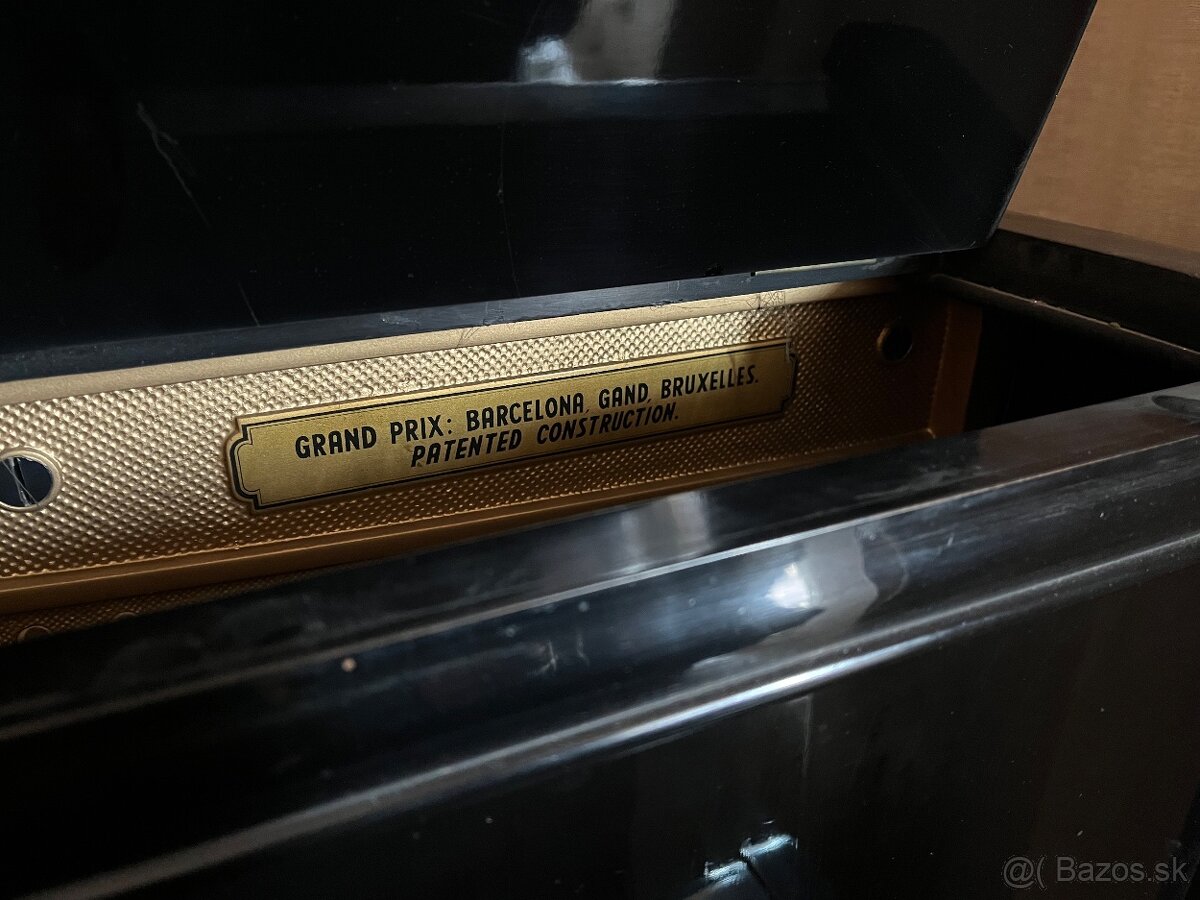 GRAND PRIX: BARCELONA, GAND, BRUXELLES.
PATENTED CONSTRUCTION.
@( Bazos.sk